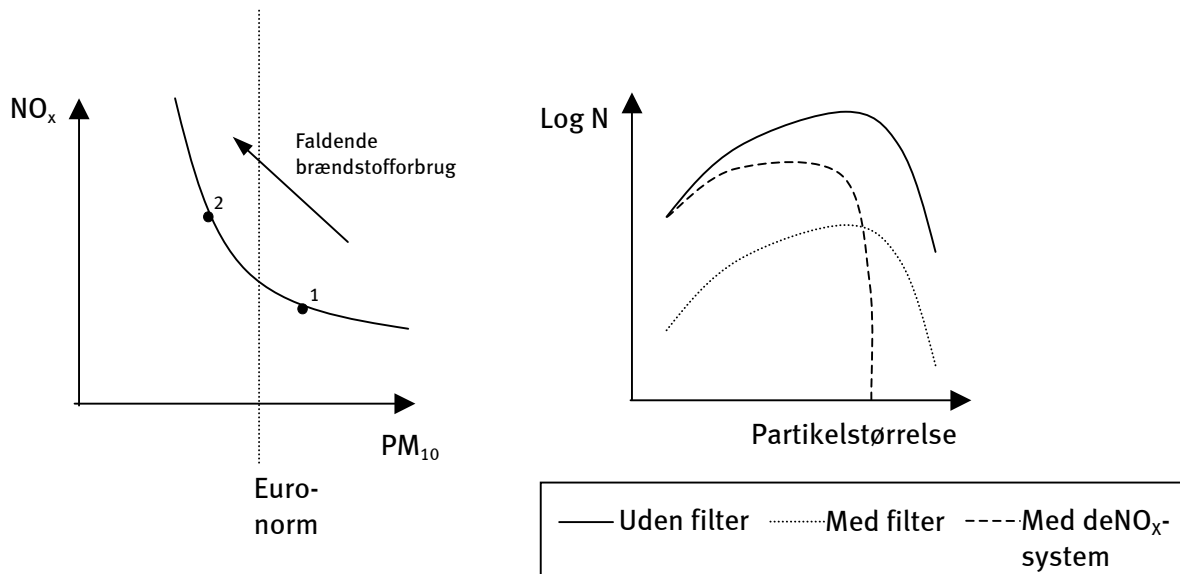 NOx
Faldende
brændstofforbrug
2
1
PM10
Euro-
norm
Log N
Partikelstørrelse
Uden filter
Med filter
Med deNOx-
system